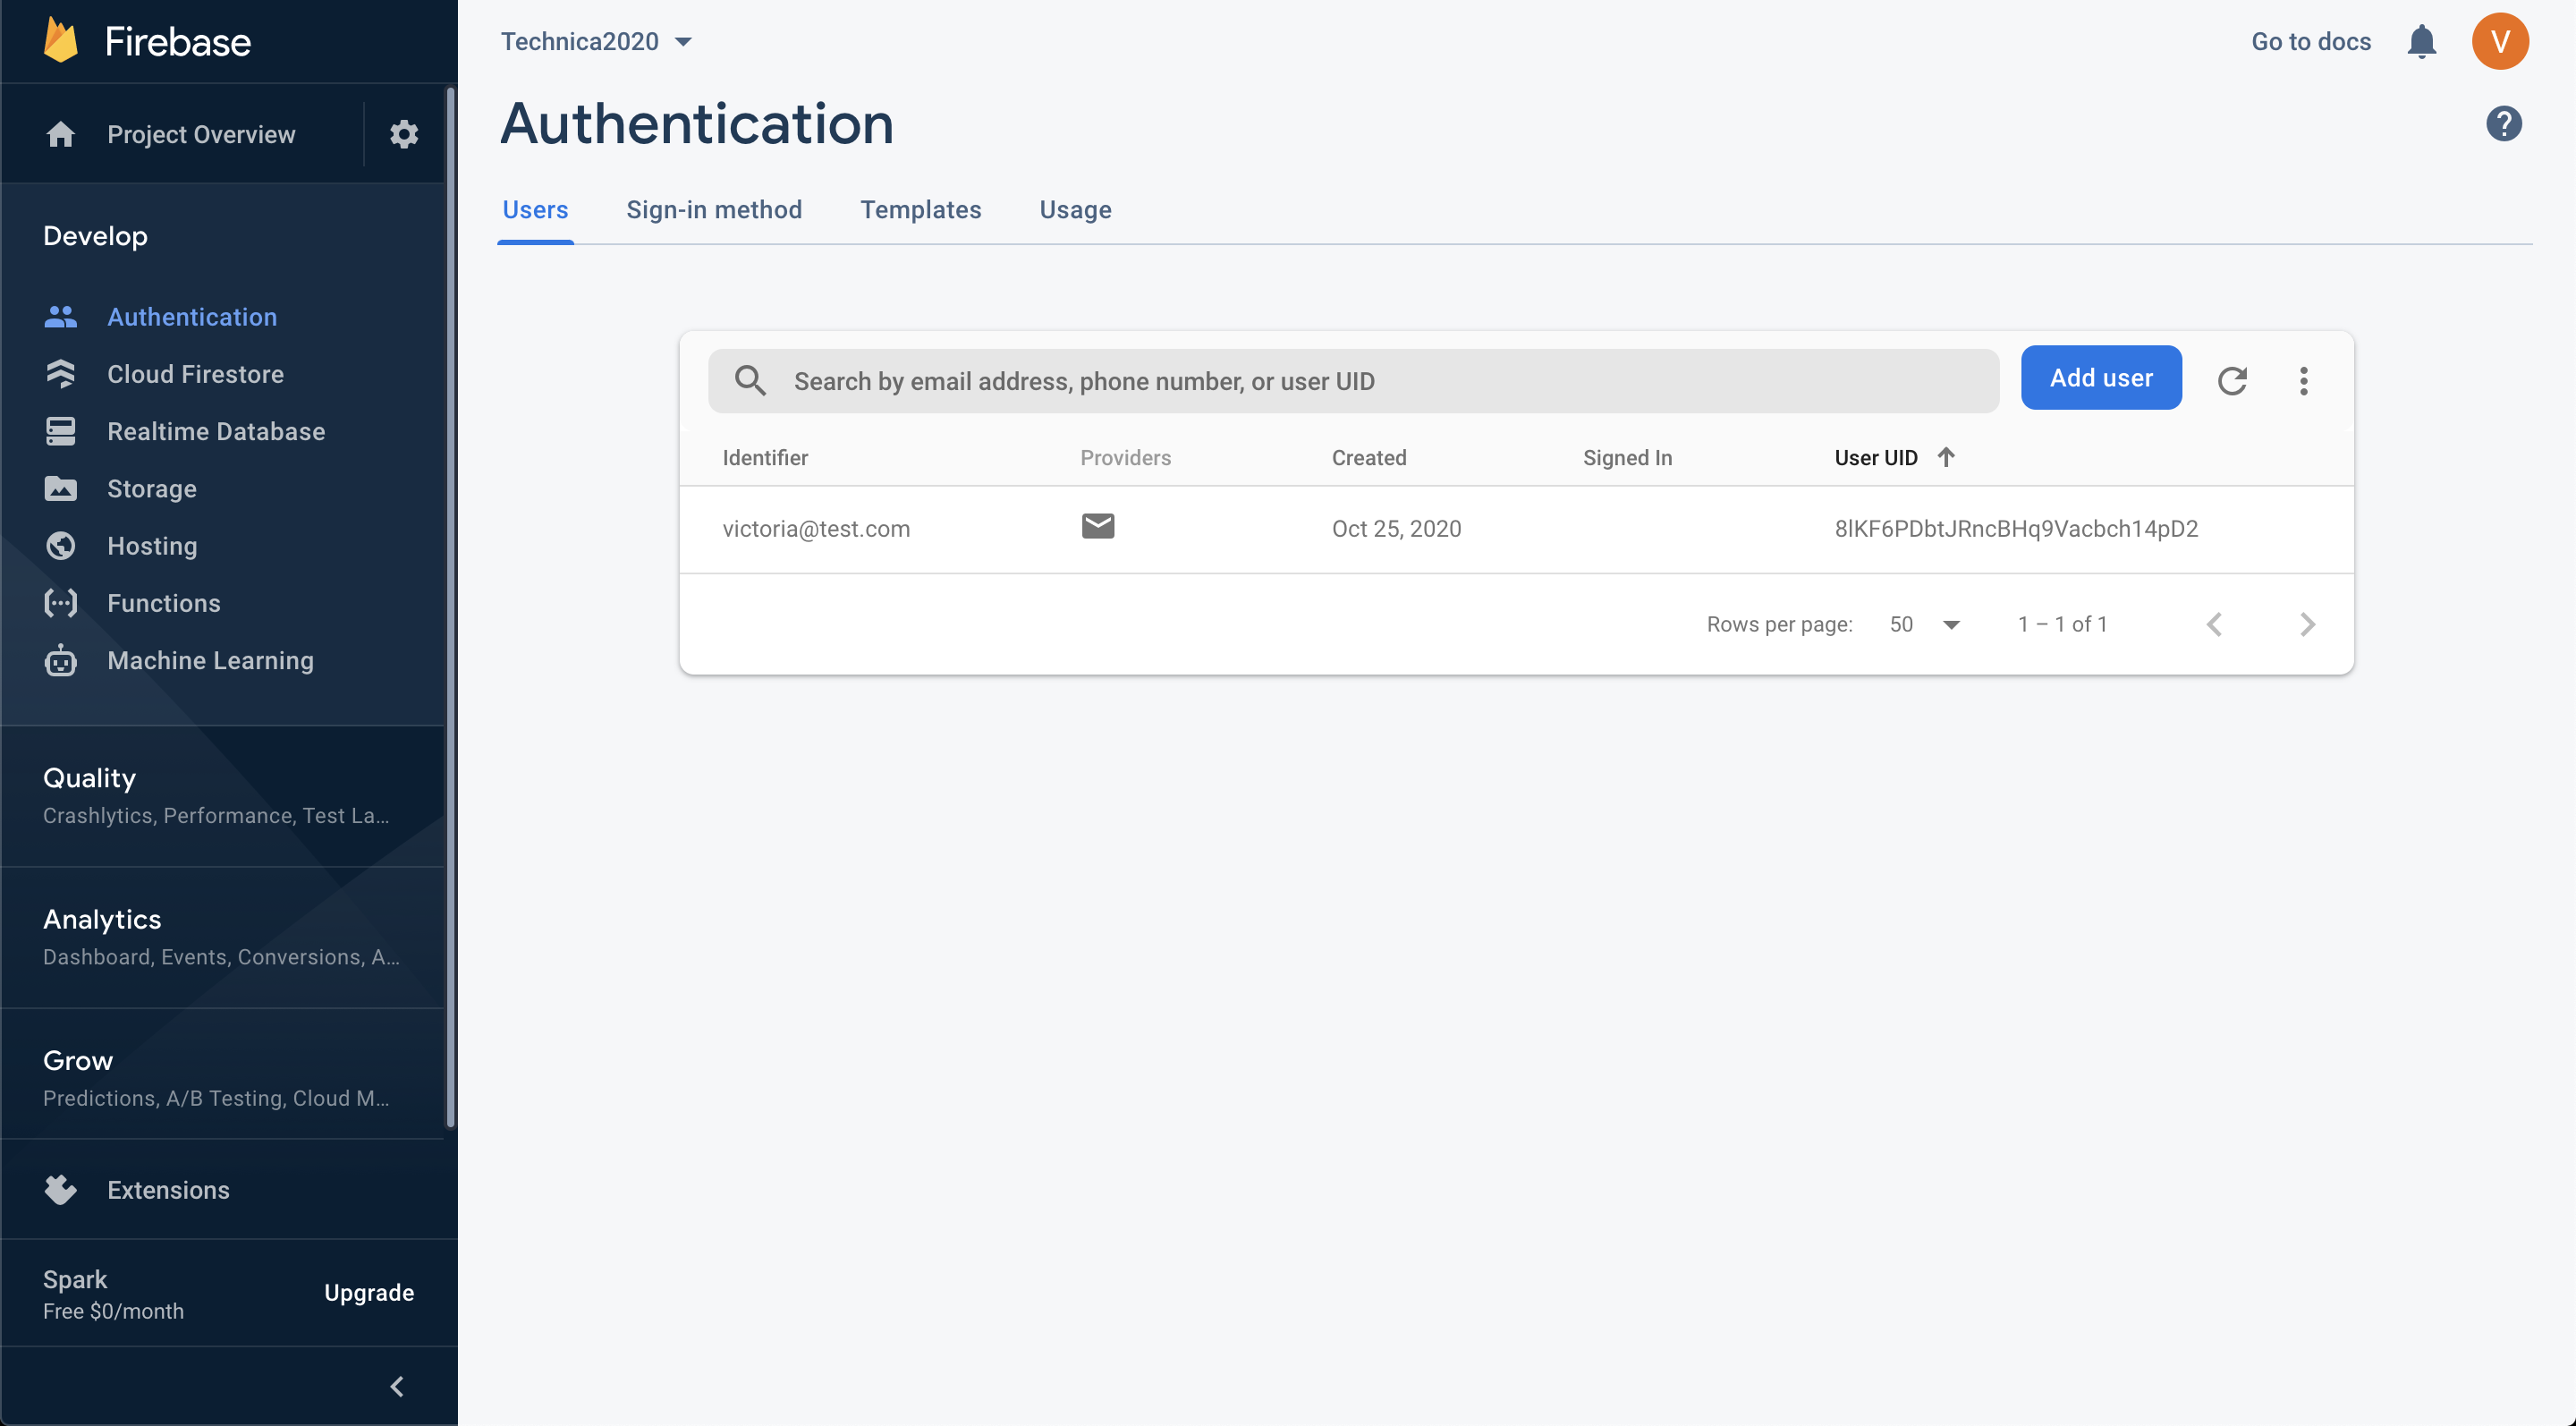 Firebase
Project Overview
Develop
Authentication
Cloud Firestore
Realtime Database
Storage
Hosting
Functions
Machine Learning
Quality
Crashlytics, Performance, Test La...
Analytics
Dashboard, Events, Conversions, A...
Grow
Predictions, A/B Testing, Cloud M...
Extensions
Spark
Free $0/month
Upgrade
Technica2020
Go to docs
V
Authentication
?
Users Sign-in method Templates Usage
Search by email address, phone number, or user UID
Add user
Identifier Providers Created Signed In User UID
victoria@test.com Oct 25, 2020 8lKF6PDbtJRncBHq9Vacbch14pD2
Rows per page: 50 1 – 1 of 1